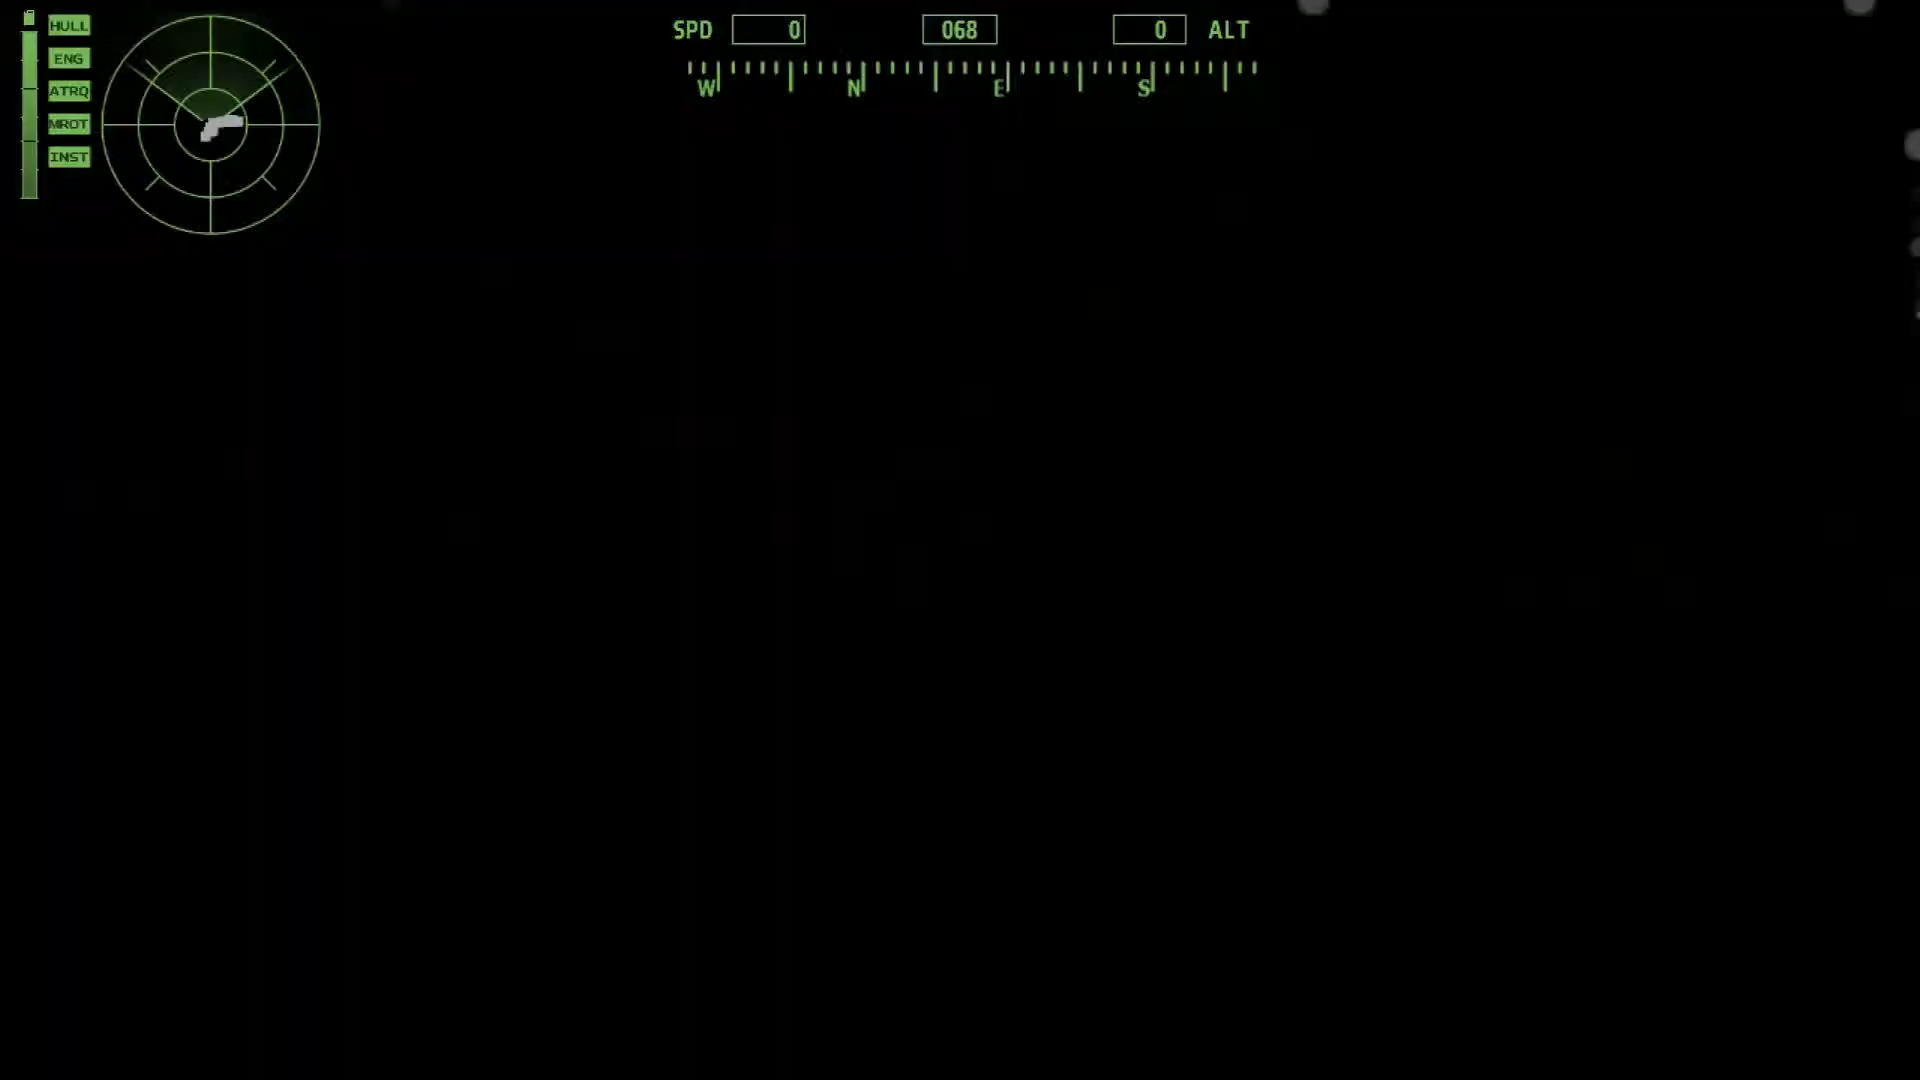 HULL
ENG
ATRQ
MROT
INST
SPD 0 068 0 ALT
W N E S